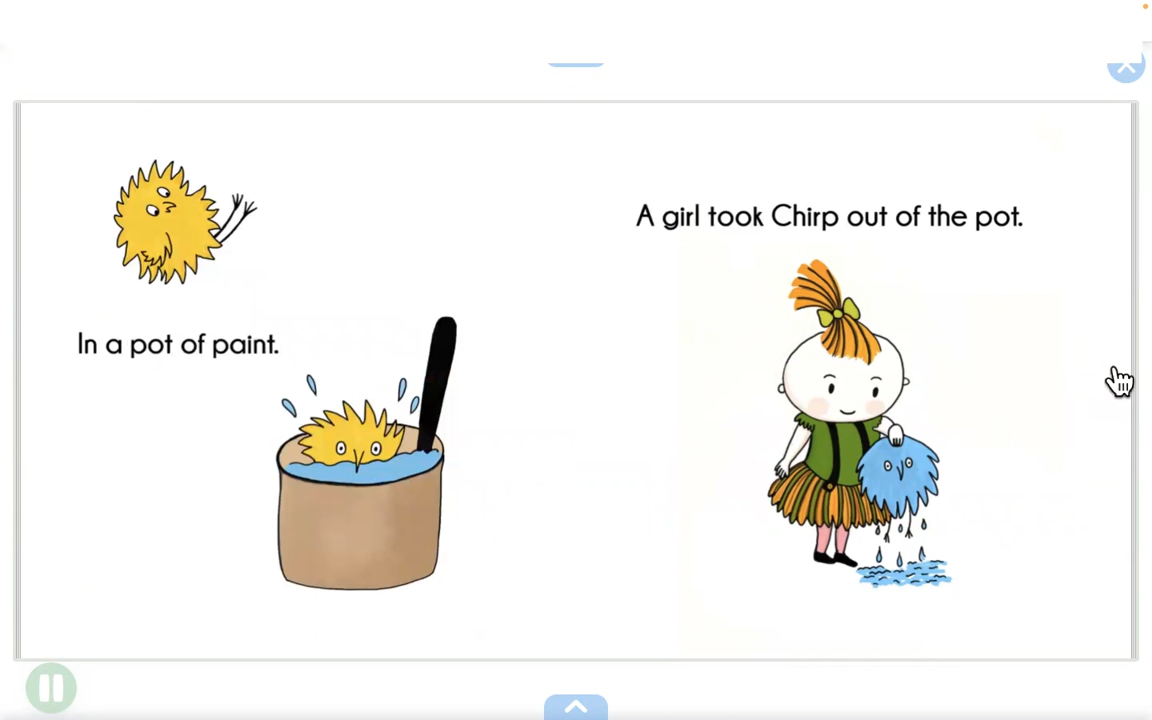 In a pot of paint.
A girl took Chirp out of the pot.